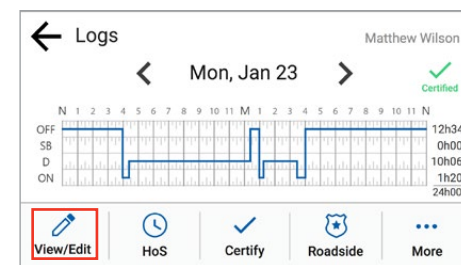 Logs
Matthew Wilson
Mon, Jan 23
Certified
N 1 2 3 4 5 6 7 8 9 10 11 M 1 2 3 4 5 6 7 8 9 10 11 N
OFF 12h34
SB 0h00
D 10h06
ON 1h20
24h00
View/Edit HoS Certify Roadside More